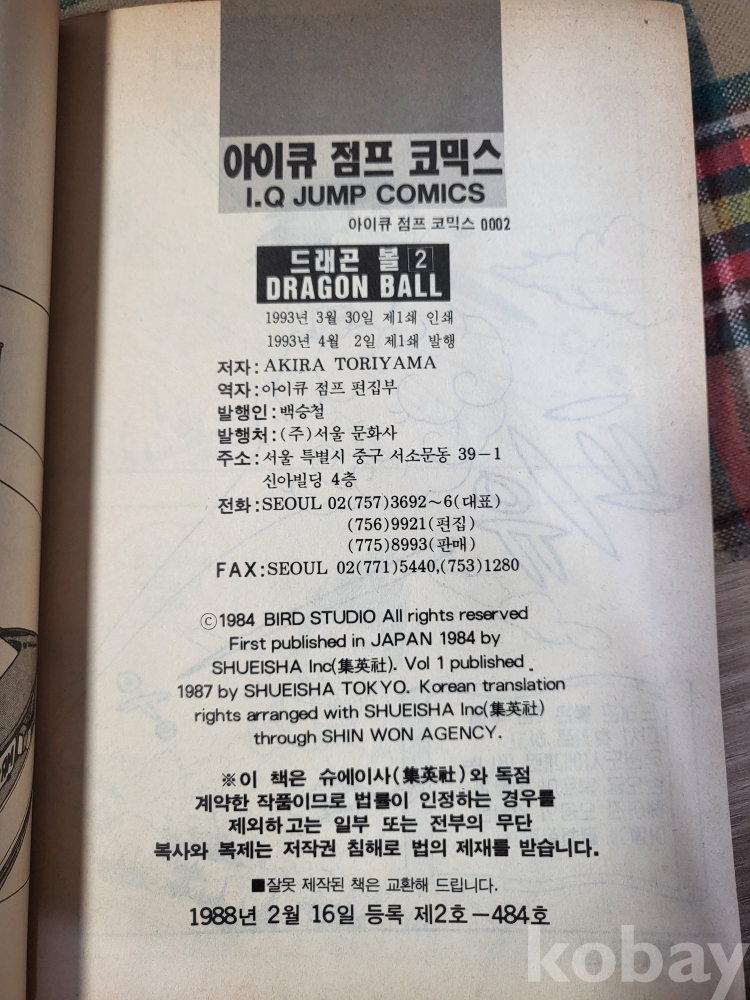 아이큐 점프 코믹스
I.Q JUMP COMICS
아이큐 점프 코믹스 0002
드래곤 볼 2
DRAGON BALL
1993년 3월 30일 제1쇄 인쇄
1993년 4월 2일 제1쇄 발행
저자:AKIRA TORIYAMA
역자:아이큐 점프 편집부
발행인:백승철
발행처:(주)서울 문화사
주소:서울 특별시 중구 서소문동 39-1
신아빌딩 4층
전화:SEOUL 02(757)3692~6(대표)
(756)9921(편집)
(775)8993(판매)
FAX:SEOUL 02(771)5440,(753)1280
©1984 BIRD STUDIO All rights reserved
First published in JAPAN 1984 by
SHUEISHA Inc(集英社). Vol 1 published
1987 by SHUEISHA TOKYO. Korean translation
rights arranged with SHUEISHA Inc(集英社)
through SHIN WON AGENCY.
※이 책은 슈에이사(集英社)와 독점
계약한 작품이므로 법률이 인정하는 경우를
제외하고는 일부 또는 전부의 무단
복사와 복제는 저작권 침해로 법의 제재를 받습니다.
■잘못 제작된 책은 교환해 드립니다.
1988년 2월 16일 등록 제2호-484호
kobay